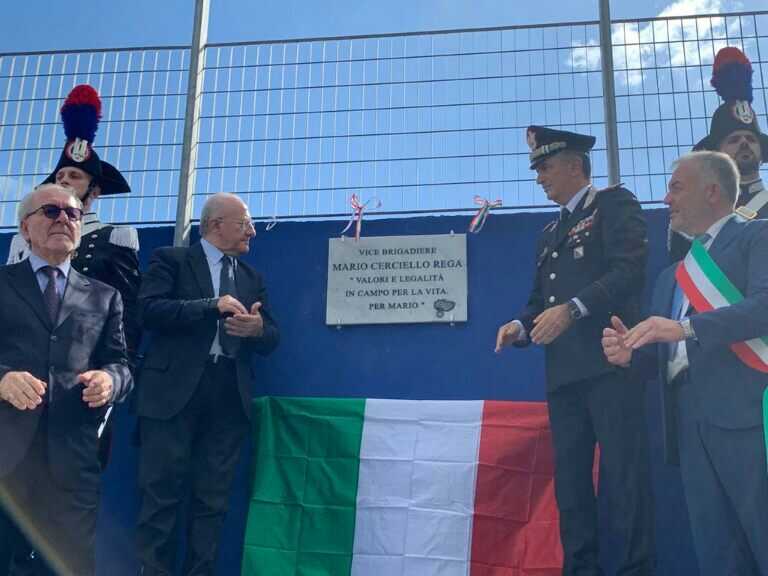 VICE BRIGADIERE
MARIO CERCIELLO REGA
" VALORI E LEGALITÀ
IN CAMPO PER LA VITA.
PER MARIO "